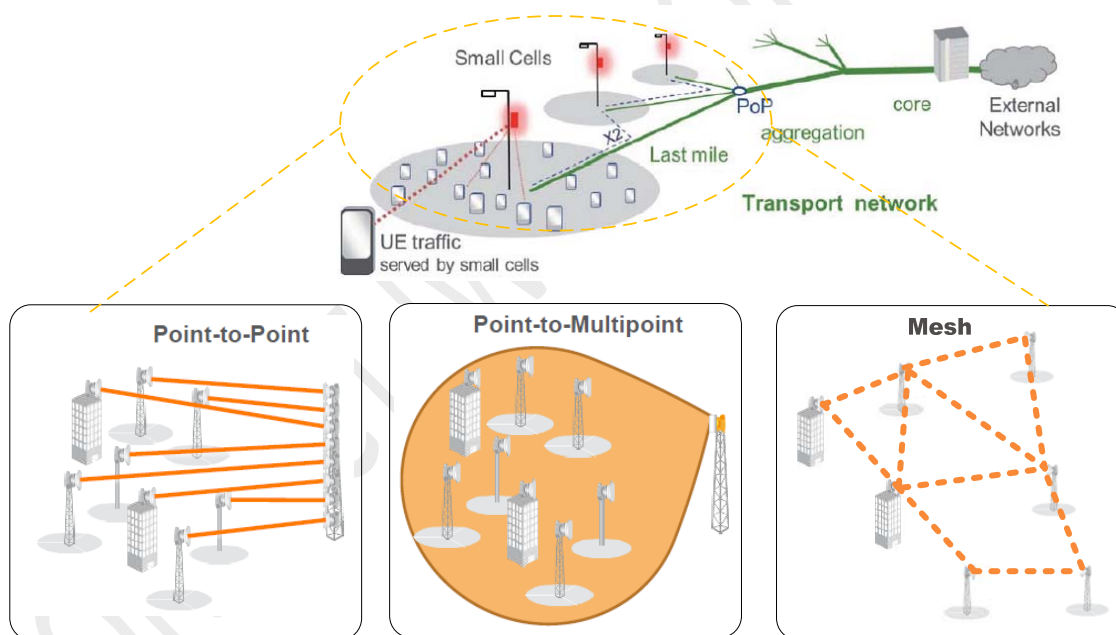 Small Cells
X2
PoP
core
External
Networks
aggregation
Last mile
Transport network
UE traffic
served by small cells
Point-to-Point
Point-to-Multipoint
Mesh